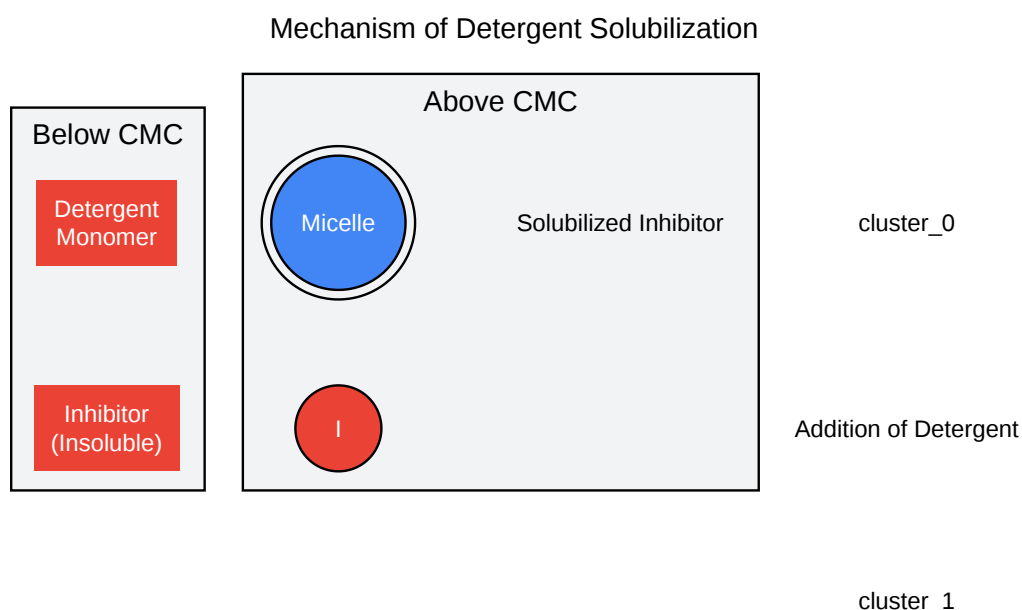 Mechanism of Detergent Solubilization
Below CMC
Detergent
Monomer
Inhibitor
(Insoluble)
Above CMC
Micelle
Solubilized Inhibitor
I
cluster_0
Addition of Detergent
cluster_1